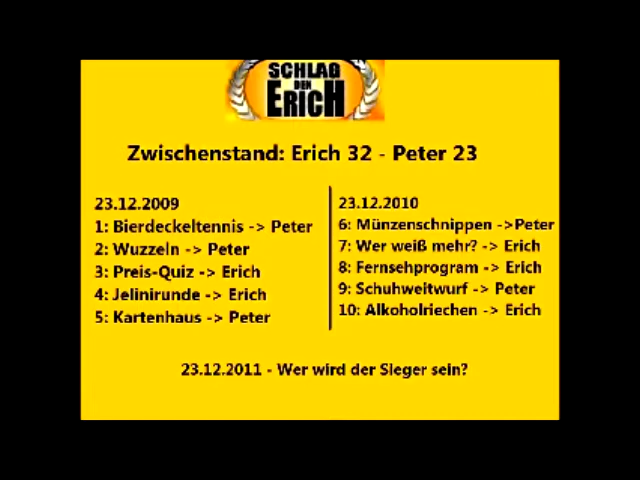 SCHLAG
DEN
ERICH
Zwischenstand: Erich 32 - Peter 23
23.12.2009
1: Bierdeckeltennis -> Peter
2: Wuzzeln -> Peter
3: Preis-Quiz -> Erich
4: Jelinirunde -> Erich
5: Kartenhaus -> Peter
23.12.2010
6: Münzenschnippen ->Peter
7: Wer weiß mehr? -> Erich
8: Fernsehprogram -> Erich
9: Schuhweitwurf -> Peter
10: Alkoholriechen -> Erich
23.12.2011 - Wer wird der Sieger sein?